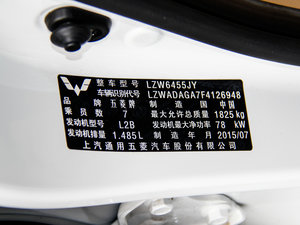 整车型号 LZW6455JY
车辆识别代号 LZWADAGA7F4126948
品牌 五菱牌 制造国 中国
乘员数 7 最大允许总质量 1825 kg
发动机型号 L2B 制造年月 2015/07
发动机排量 1.485L 发动机最大净功率 78 kW
上汽通用五菱汽车股份有限公司